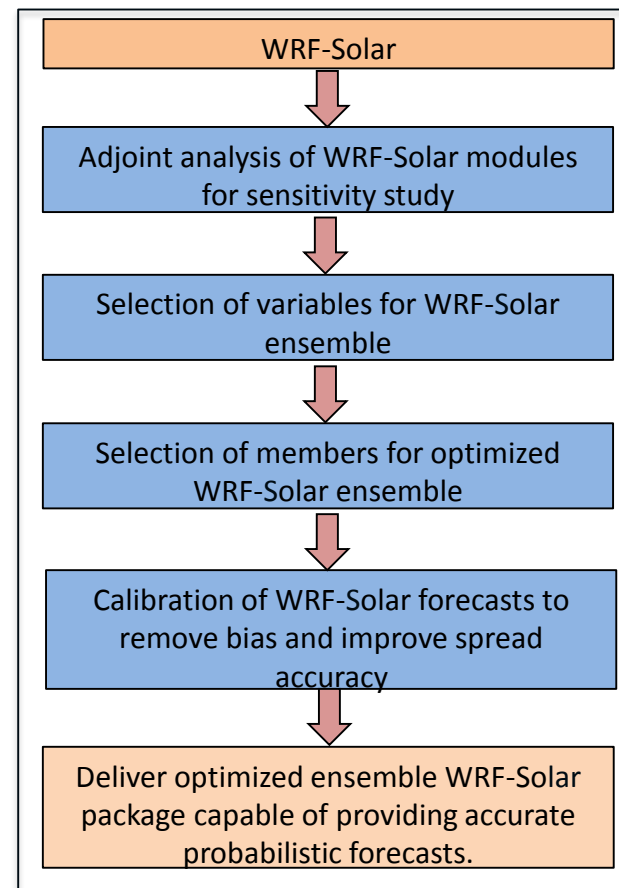 WRF-Solar
Adjoint analysis of WRF-Solar modules
for sensitivity study
Selection of variables for WRF-Solar
ensemble
Selection of members for optimized
WRF-Solar ensemble
Calibration of WRF-Solar forecasts to
remove bias and improve spread
accuracy
Deliver optimized ensemble WRF-Solar
package capable of providing accurate
probabilistic forecasts.